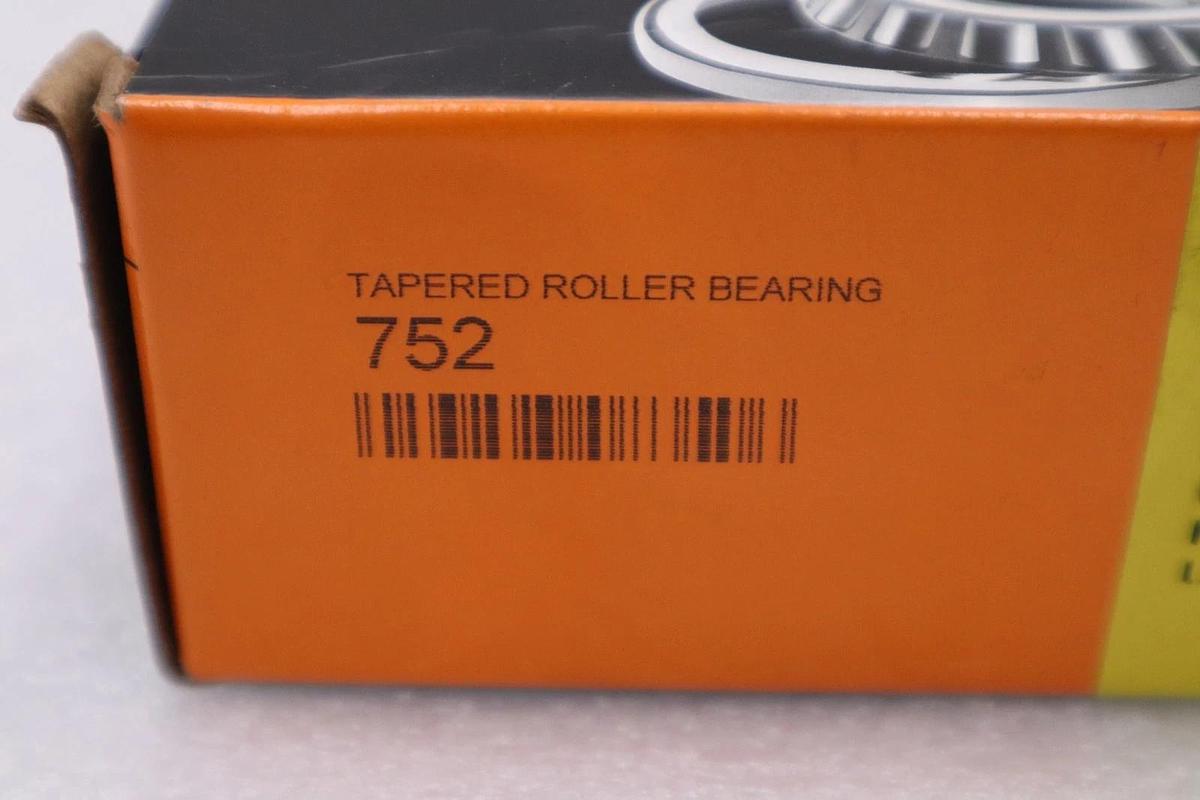 TAPERED ROLLER BEARING
752